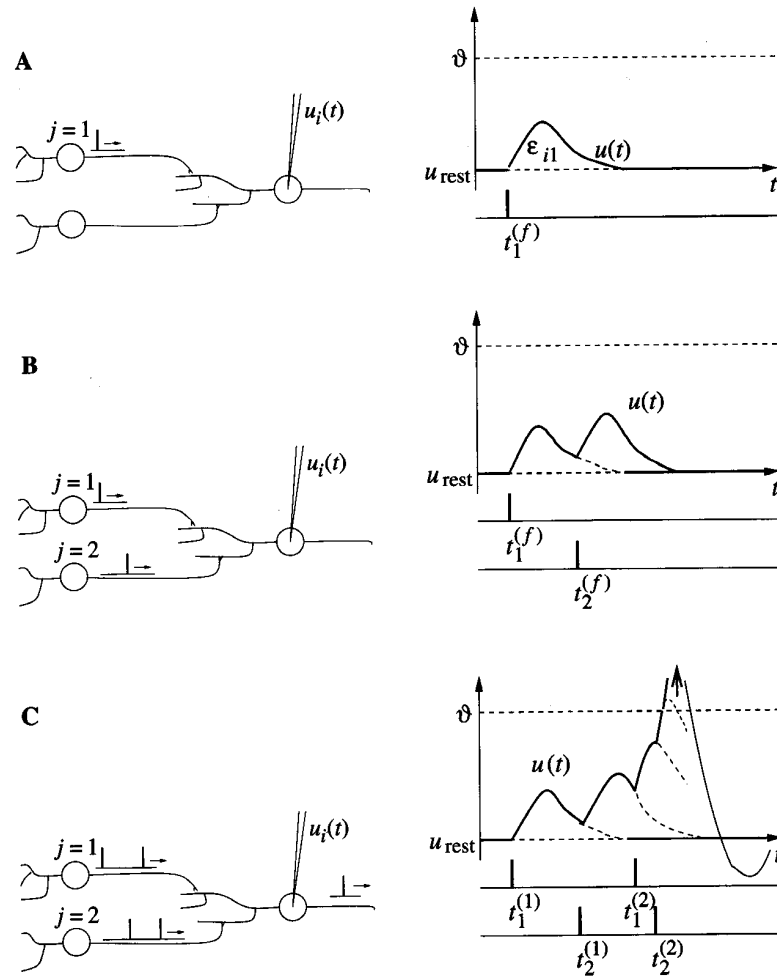 A
ϑ
u_i(t)
j = 1
ε_i1
u(t)
u_rest
t
t_1^(f)
B
ϑ
u(t)
u_i(t)
j = 1
u_rest
t
j = 2
t_1^(f)
t_2^(f)
C
ϑ
u(t)
u_i(t)
j = 1
u_rest
t
j = 2
t_1^(1)
t_1^(2)
t_2^(1)
t_2^(2)